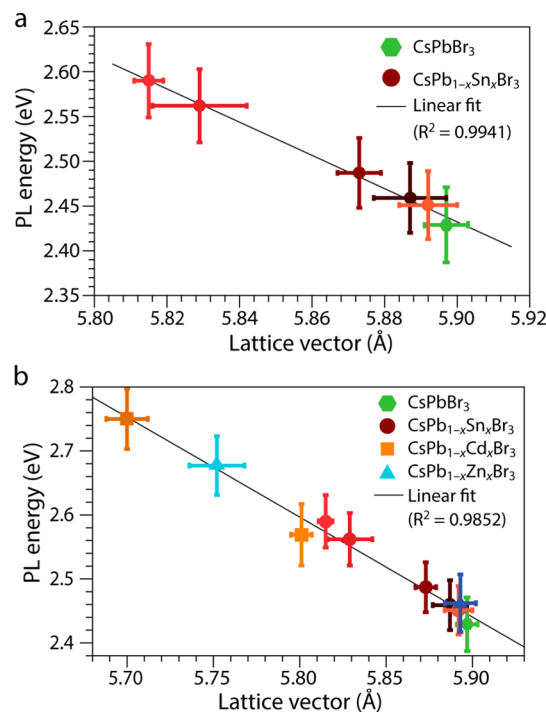 a
2.65
2.60
2.55
2.50
2.45
2.40
2.35
PL energy (eV)
CsPbBr₃
CsPb₁₋ₓSnₓBr₃
Linear fit
(R² = 0.9941)
5.80 5.82 5.84 5.86 5.88 5.90 5.92
Lattice vector (Å)
b
2.8
2.7
2.6
2.5
2.4
PL energy (eV)
CsPbBr₃
CsPb₁₋ₓSnₓBr₃
CsPb₁₋ₓCdₓBr₃
CsPb₁₋ₓZnₓBr₃
Linear fit
(R² = 0.9852)
5.70 5.75 5.80 5.85 5.90
Lattice vector (Å)